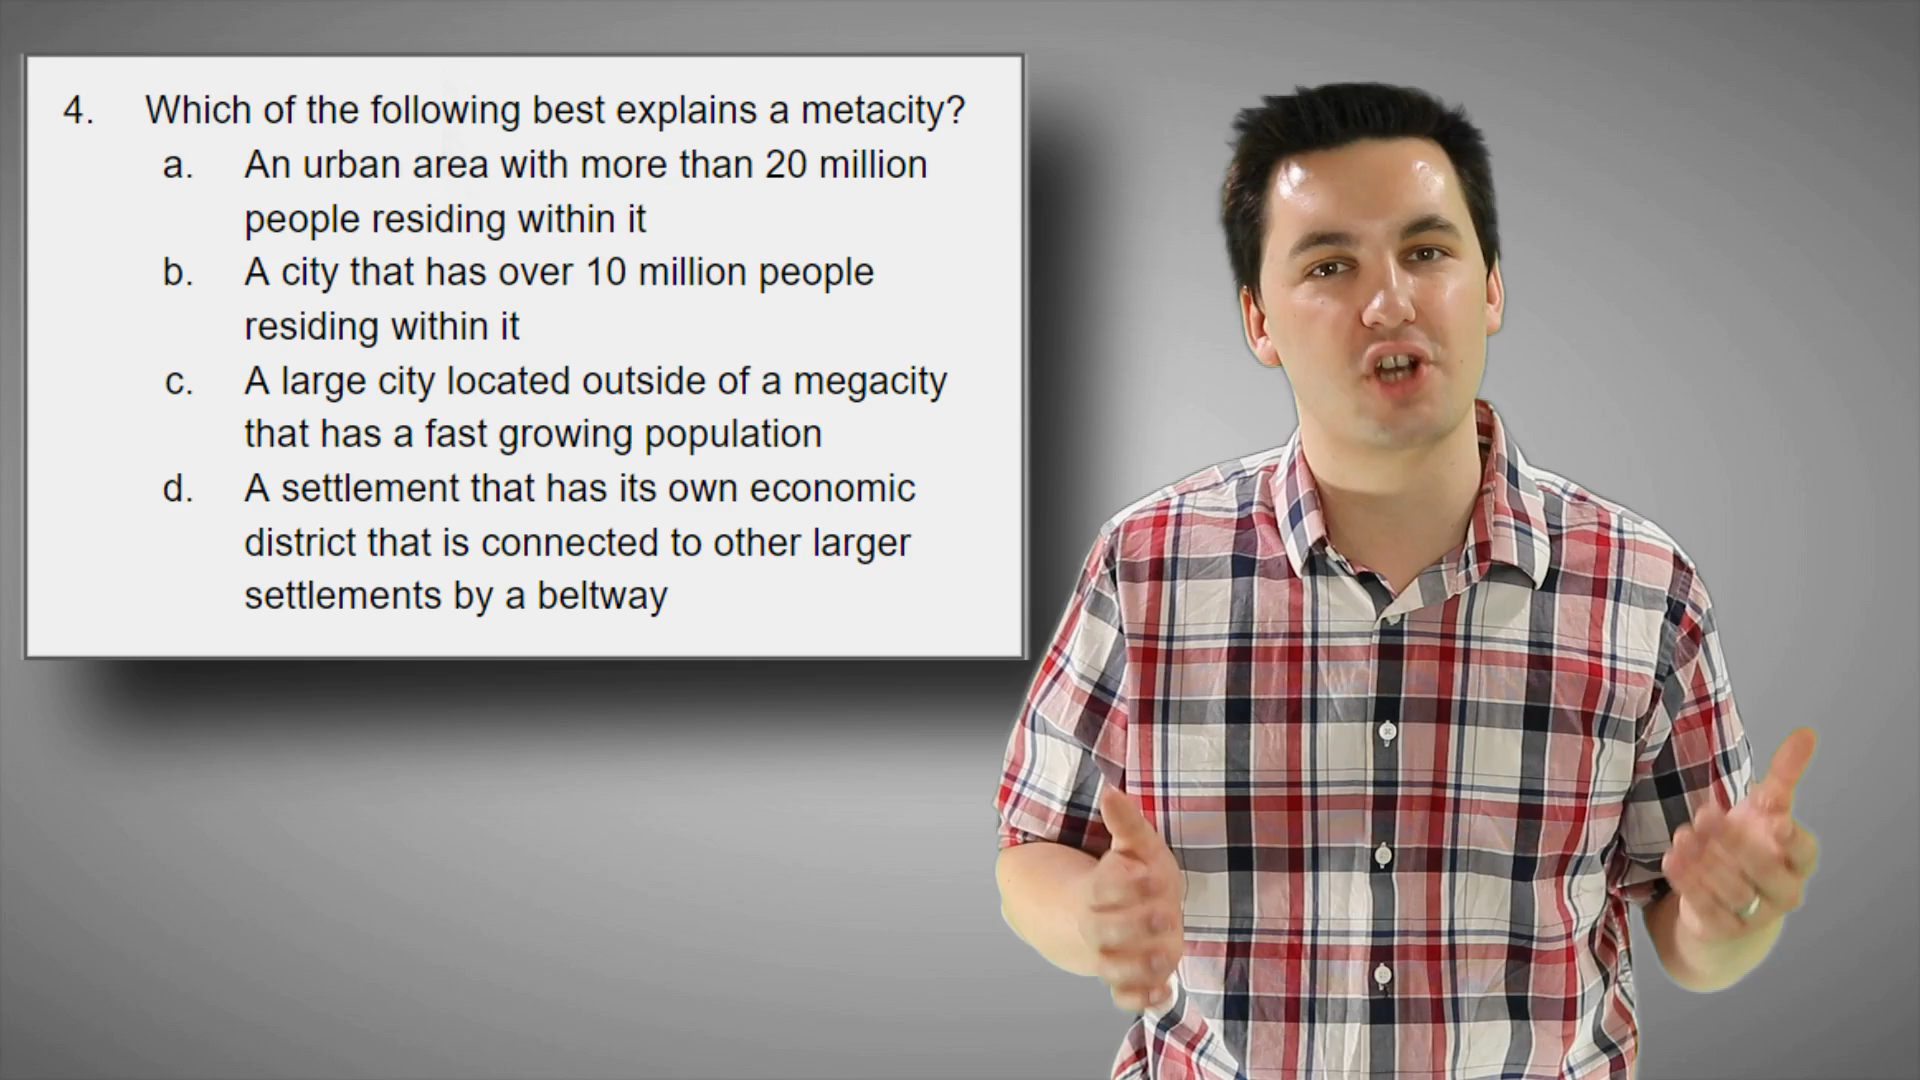 4. Which of the following best explains a metacity?
a. An urban area with more than 20 million
people residing within it
b. A city that has over 10 million people
residing within it
c. A large city located outside of a megacity
that has a fast growing population
d. A settlement that has its own economic
district that is connected to other larger
settlements by a beltway